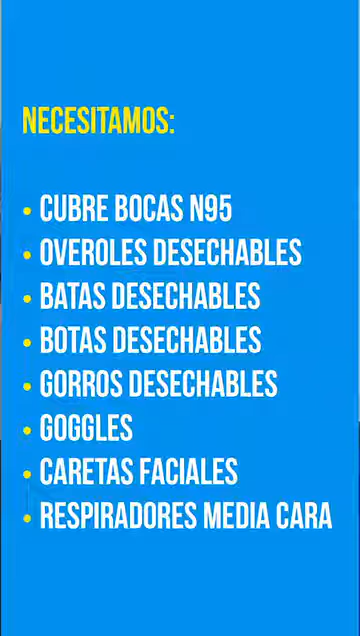 NECESITAMOS:
• CUBRE BOCAS N95
• OVEROLES DESECHABLES
• BATAS DESECHABLES
• BOTAS DESECHABLES
• GORROS DESECHABLES
• GOGGLES
• CARETAS FACIALES
• RESPIRADORES MEDIA CARA